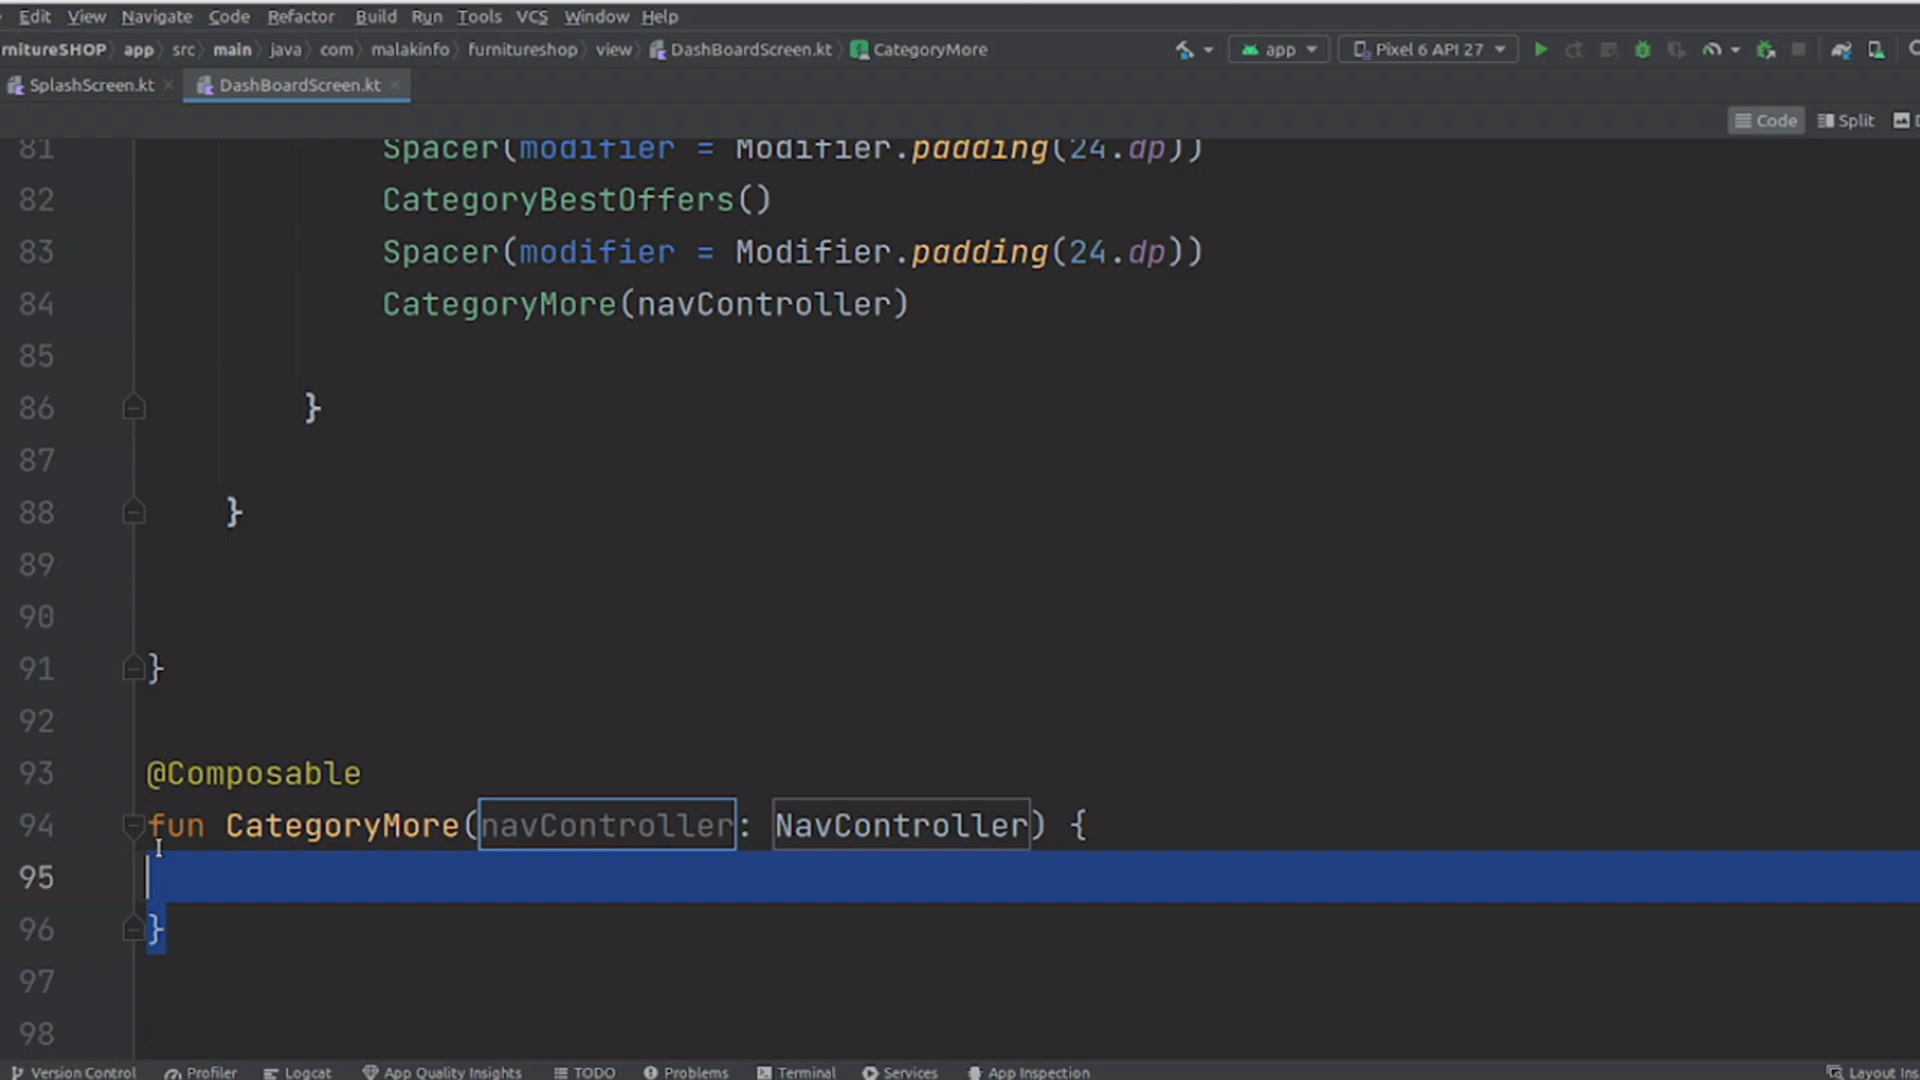 Edit View Navigate Code Refactor Build Run Tools VCS Window Help
rnitureSHOP app src main java com malakinfo furnitureshop view DashBoardScreen.kt CategoryMore app Pixel 6 API 27
SplashScreen.kt DashBoardScreen.kt
Code Split
81 Spacer(modifier = Modifier.padding(24.dp))
82 CategoryBestOffers()
83 Spacer(modifier = Modifier.padding(24.dp))
84 CategoryMore(navController)
85
86 }
87
88 }
89
90
91 }
92
93 @Composable
94 fun CategoryMore(navController: NavController) {
95
96 }
97
98
Version Control Profiler Logcat App Quality Insights TODO Problems Terminal Services App Inspection Layout Ins